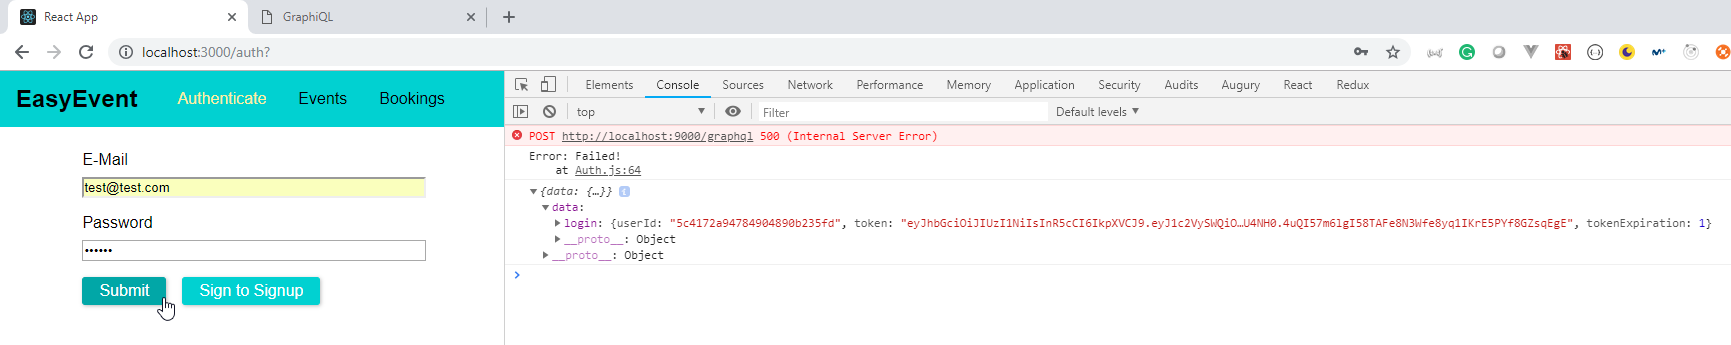 React App
GraphiQL
localhost:3000/auth?
EasyEvent Authenticate Events Bookings
E-Mail
test@test.com
Password
••••••
Submit Sign to Signup
Elements Console Sources Network Performance Memory Application Security Audits Augury React Redux
top Filter Default levels
POST http://localhost:9000/graphql 500 (Internal Server Error)
Error: Failed!
at Auth.js:64
{data: {…}}
data:
login: {userId: "5c4172a94784904890b235fd", token: "eyJhbGciOiJIUzI1NiIsInR5cCI6IkpXVCJ9.eyJ1c2VySWQiO…U4NH0.4uQI57m6lgI58TAFe8N3Wfe8yq1IKrE5PYf8GZsqEgE", tokenExpiration: 1}
__proto__: Object
__proto__: Object